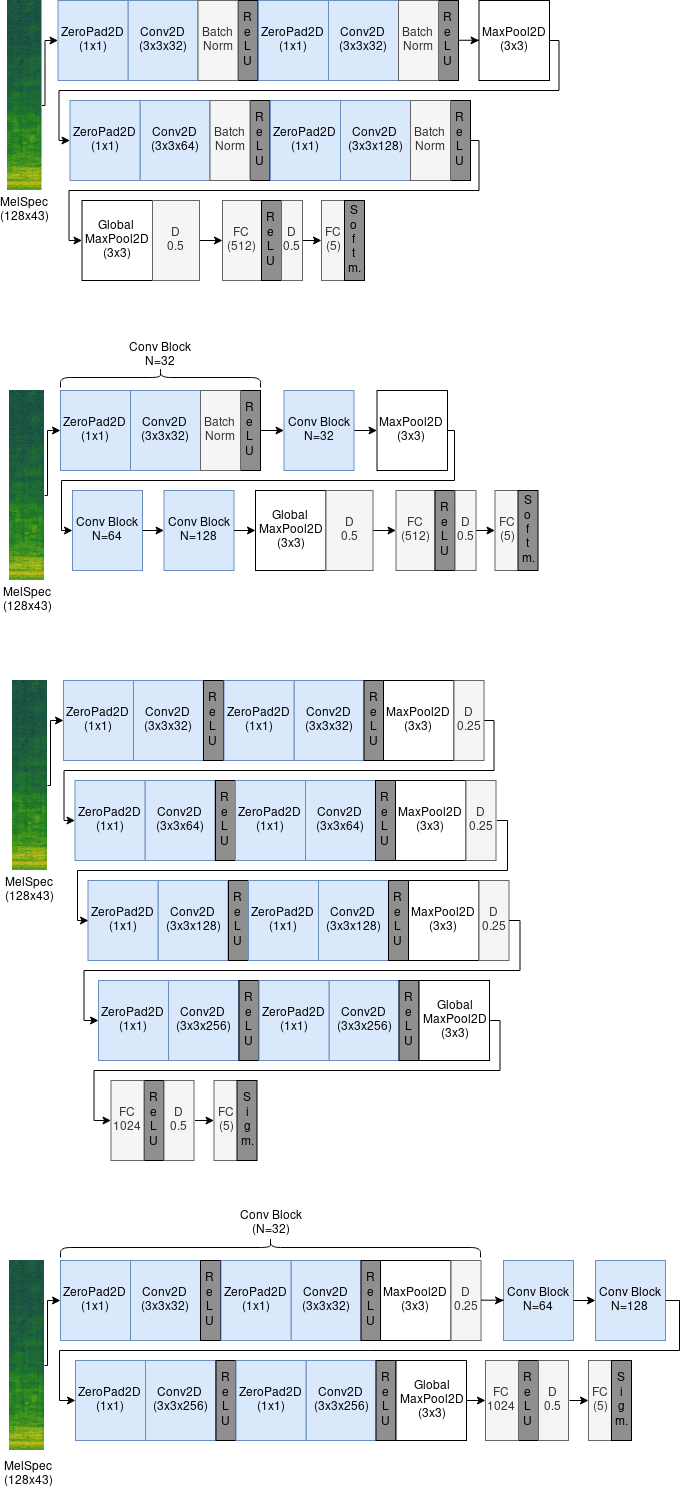 ZeroPad2D
(1x1)
Conv2D
(3x3x32)
Batch
Norm
ReLU
ZeroPad2D
(1x1)
Conv2D
(3x3x32)
Batch
Norm
ReLU
MaxPool2D
(3x3)
ZeroPad2D
(1x1)
Conv2D
(3x3x64)
Batch
Norm
ReLU
ZeroPad2D
(1x1)
Conv2D
(3x3x128)
Batch
Norm
ReLU
MelSpec
(128x43)
Global
MaxPool2D
(3x3)
D
0.5
FC
(512)
ReLU
D
0.5
FC
(5)
Softm.
Conv Block
N=32
ZeroPad2D
(1x1)
Conv2D
(3x3x32)
Batch
Norm
ReLU
Conv Block
N=32
MaxPool2D
(3x3)
Conv Block
N=64
Conv Block
N=128
Global
MaxPool2D
(3x3)
D
0.5
FC
(512)
ReLU
D
0.5
FC
(5)
Softm.
MelSpec
(128x43)
ZeroPad2D
(1x1)
Conv2D
(3x3x32)
ReLU
ZeroPad2D
(1x1)
Conv2D
(3x3x32)
ReLU
MaxPool2D
(3x3)
D
0.25
ZeroPad2D
(1x1)
Conv2D
(3x3x64)
ReLU
ZeroPad2D
(1x1)
Conv2D
(3x3x64)
ReLU
MaxPool2D
(3x3)
D
0.25
MelSpec
(128x43)
ZeroPad2D
(1x1)
Conv2D
(3x3x128)
ReLU
ZeroPad2D
(1x1)
Conv2D
(3x3x128)
ReLU
MaxPool2D
(3x3)
D
0.25
ZeroPad2D
(1x1)
Conv2D
(3x3x256)
ReLU
ZeroPad2D
(1x1)
Conv2D
(3x3x256)
ReLU
Global
MaxPool2D
(3x3)
FC
1024
ReLU
D
0.5
FC
(5)
Sigm.
Conv Block
(N=32)
ZeroPad2D
(1x1)
Conv2D
(3x3x32)
ReLU
ZeroPad2D
(1x1)
Conv2D
(3x3x32)
ReLU
MaxPool2D
(3x3)
D
0.25
Conv Block
N=64
Conv Block
N=128
ZeroPad2D
(1x1)
Conv2D
(3x3x256)
ReLU
ZeroPad2D
(1x1)
Conv2D
(3x3x256)
ReLU
Global
MaxPool2D
(3x3)
FC
1024
ReLU
D
0.5
FC
(5)
Sigm.
MelSpec
(128x43)